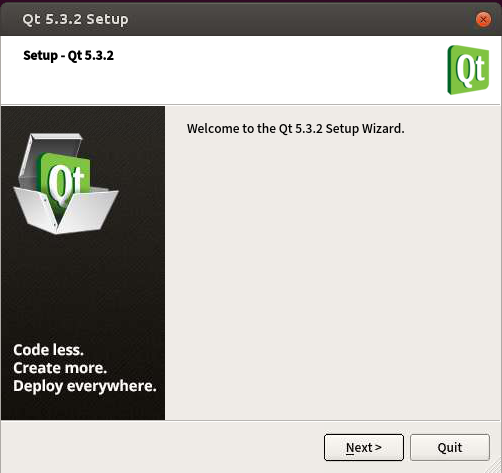 Qt 5.3.2 Setup
Setup - Qt 5.3.2
Qt
Welcome to the Qt 5.3.2 Setup Wizard.
Qt
Code less.
Create more.
Deploy everywhere.
Next >
Quit